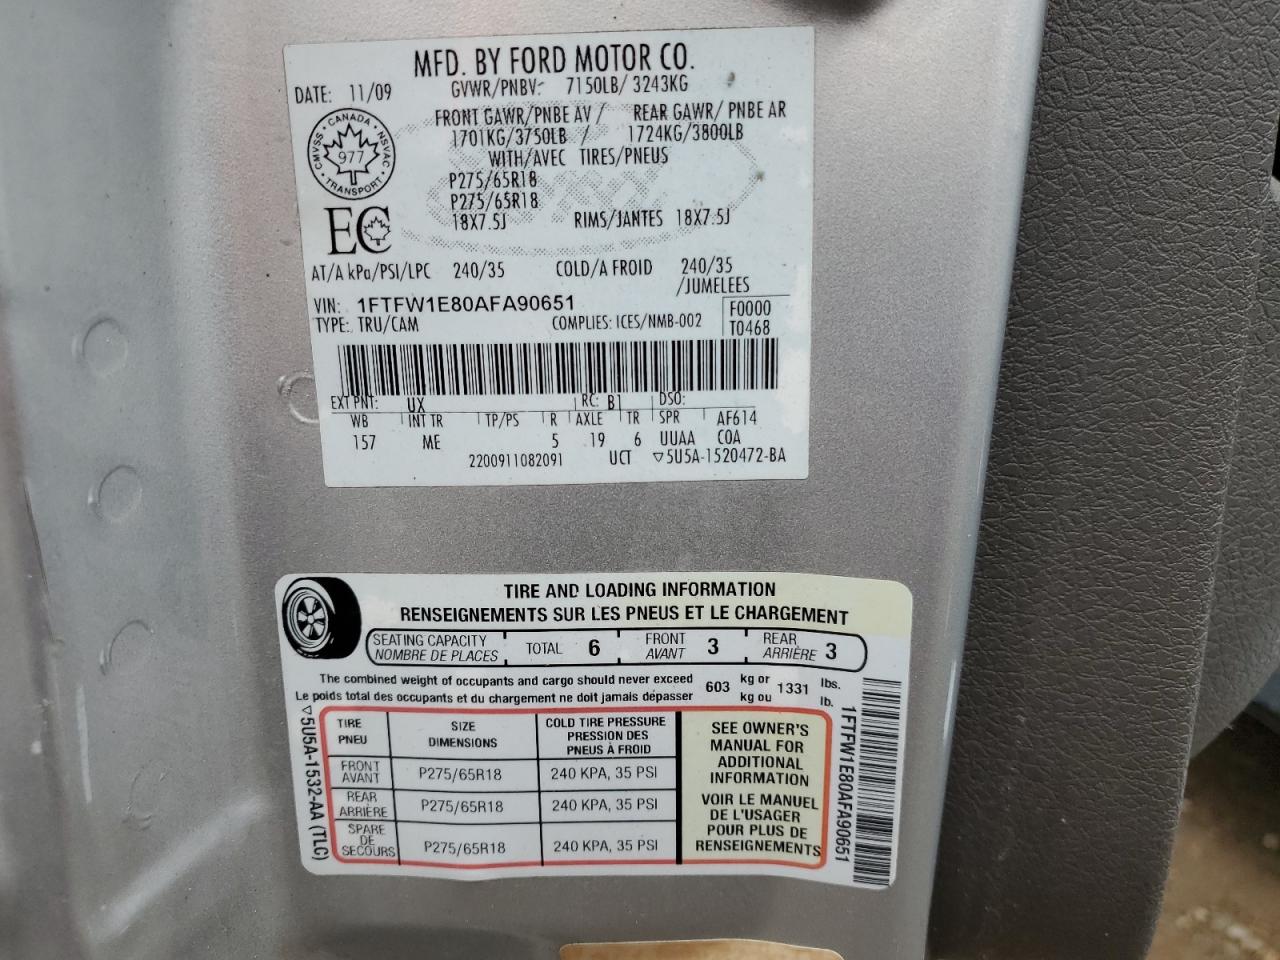 MFD. BY FORD MOTOR CO.
DATE: 11/09 GVWR/PNBV: 7150LB/ 3243KG
FRONT GAWR/PNBE AV / REAR GAWR/ PNBE AR
1701KG/3750LB / 1724KG/3800LB
WITH/AVEC TIRES/PNEUS
P275/65R18
P275/65R18
18X7.5J RIMS/JANTES 18X7.5J
CANADA NSVAC TRANSPORT CMVSS
977
EC
AT/A kPa/PSI/LPC 240/35 COLD/A FROID 240/35
/JUMELEES
VIN: 1FTFW1E80AFA90651 F0000
TYPE: TRU/CAM COMPLIES: ICES/NMB-002 T0468
EXT PNT: UX RC: B1 DSO:
WB INT TR TP/PS R AXLE TR SPR AF614
157 ME 5 19 6 UUAA COA
2200911082091 UCT ▽5U5A-1520472-BA
TIRE AND LOADING INFORMATION
RENSEIGNEMENTS SUR LES PNEUS ET LE CHARGEMENT
SEATING CAPACITY
NOMBRE DE PLACES
TOTAL 6
FRONT
AVANT
3
REAR
ARRIÈRE
3
The combined weight of occupants and cargo should never exceed 603 kg or 1331 lbs.
Le poids total des occupants et du chargement ne doit jamais dépasser kg ou lb.
TIRE
PNEU
SIZE
DIMENSIONS
COLD TIRE PRESSURE
PRESSION DES
PNEUS À FROID
FRONT
AVANT
P275/65R18 240 KPA, 35 PSI
REAR
ARRIÈRE
P275/65R18 240 KPA, 35 PSI
SPARE
DE
SECOURS
P275/65R18 240 KPA, 35 PSI
SEE OWNER'S
MANUAL FOR
ADDITIONAL
INFORMATION
VOIR LE MANUEL
DE L'USAGER
POUR PLUS DE
RENSEIGNEMENTS
▽5U5A-1532-AA (TLC)
1FTFW1E80AFA90651